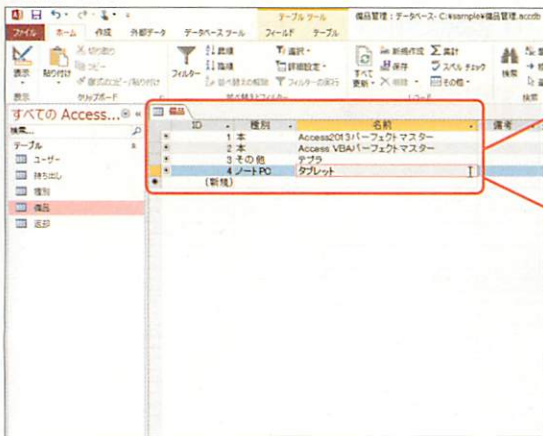 テーブル ツール 備品管理：データベース- C:¥sample¥備品管理.accdb
ファイル ホーム 作成 外部データ データベース ツール フィールド テーブル
表示 貼り付け 切り取り コピー 書式のコピー/貼り付け
フィルター 昇順 降順 並べ替えの解除 選択 詳細設定 フィルターの実行
すべて更新 新規作成 保存 削除 集計 スペル チェック その他 検索
表示 クリップボード 並べ替えとフィルター レコード 検索
すべての Access...
検索...
テーブル
ユーザー
持ち出し
種別
備品
返却
備品
ID 種別 名前 備考
1 本 Access2013パーフェクトマスター
2 本 Access VBAパーフェクトマスター
3 その他 テプラ
4 ノートPC タブレット
(新規)